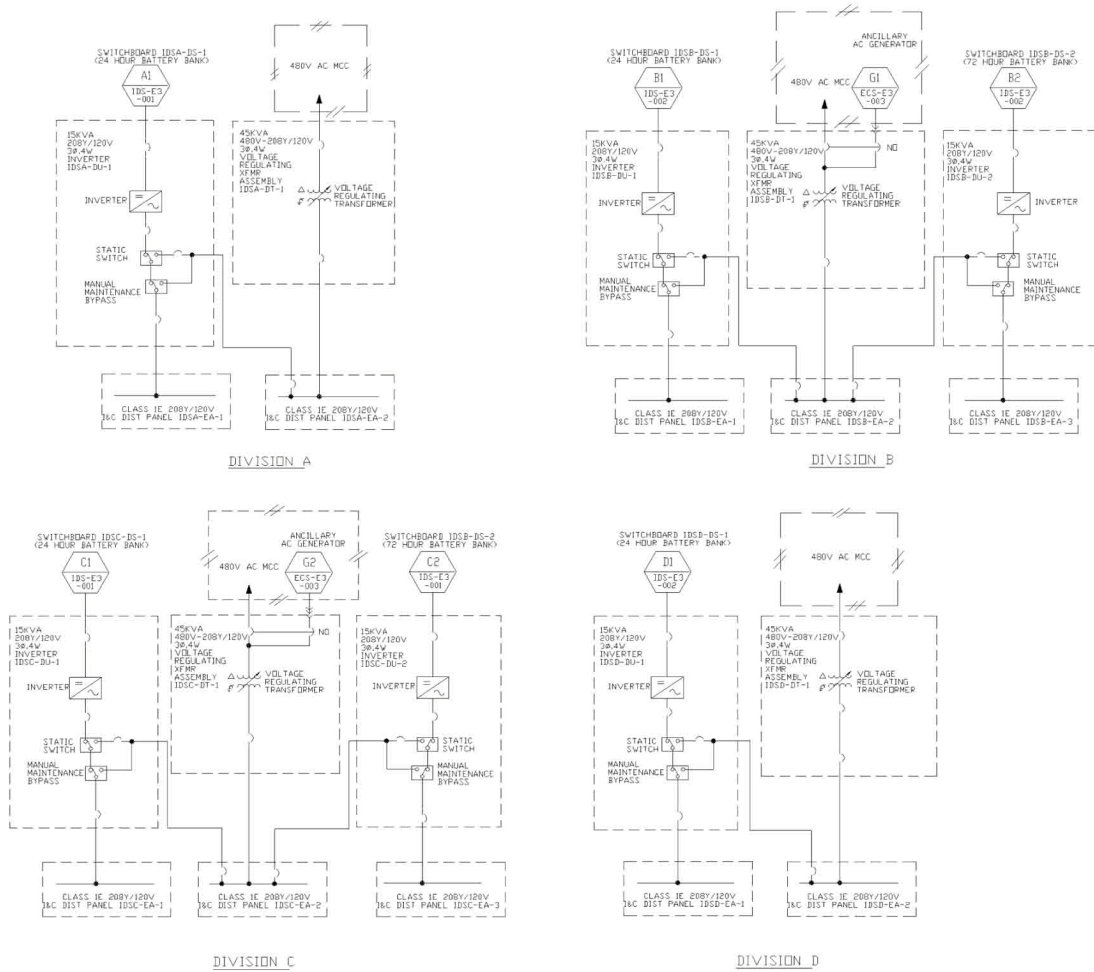 SWITCHBOARD IDSA-DS-1
(24 HOUR BATTERY BANK)
A1
IDS-E3
-001
480V AC MCC
15KVA
208Y/120V
3Ø,4W
INVERTER
IDSA-DU-1
INVERTER
STATIC
SWITCH
MANUAL
MAINTENANCE
BYPASS
45KVA
480V-208Y/120V
3Ø,4W
VOLTAGE
REGULATING
XFMR
ASSEMBLY
IDSA-DT-1
VOLTAGE
REGULATING
TRANSFORMER
CLASS 1E 208Y/120V
I&C DIST PANEL IDSA-EA-1
CLASS 1E 208Y/120V
I&C DIST PANEL IDSA-EA-2
DIVISION A
SWITCHBOARD IDSB-DS-1
(24 HOUR BATTERY BANK)
B1
IDS-E3
-002
ANCILLARY
AC GENERATOR
480V AC MCC
G1
ECS-E3
-003
SWITCHBOARD IDSB-DS-2
(72 HOUR BATTERY BANK)
B2
IDS-E3
-002
15KVA
208Y/120V
3Ø,4W
INVERTER
IDSB-DU-1
INVERTER
STATIC
SWITCH
MANUAL
MAINTENANCE
BYPASS
45KVA
480V-208Y/120V
3Ø,4W
VOLTAGE
REGULATING
XFMR
ASSEMBLY
IDSB-DT-1
NO
VOLTAGE
REGULATING
TRANSFORMER
15KVA
208Y/120V
3Ø,4W
INVERTER
IDSB-DU-2
INVERTER
STATIC
SWITCH
MANUAL
MAINTENANCE
BYPASS
CLASS 1E 208Y/120V
I&C DIST PANEL IDSB-EA-1
CLASS 1E 208Y/120V
I&C DIST PANEL IDSB-EA-2
CLASS 1E 208Y/120V
I&C DIST PANEL IDSB-EA-3
DIVISION B
SWITCHBOARD IDSC-DS-1
(24 HOUR BATTERY BANK)
C1
IDS-E3
-001
ANCILLARY
AC GENERATOR
480V AC MCC
G2
ECS-E3
-003
SWITCHBOARD IDSB-DS-2
(72 HOUR BATTERY BANK)
C2
IDS-E3
-001
15KVA
208Y/120V
3Ø,4W
INVERTER
IDSC-DU-1
INVERTER
STATIC
SWITCH
MANUAL
MAINTENANCE
BYPASS
45KVA
480V-208Y/120V
3Ø,4W
VOLTAGE
REGULATING
XFMR
ASSEMBLY
IDSC-DT-1
NO
VOLTAGE
REGULATING
TRANSFORMER
15KVA
208Y/120V
3Ø,4W
INVERTER
IDSC-DU-2
INVERTER
STATIC
SWITCH
MANUAL
MAINTENANCE
BYPASS
CLASS 1E 208Y/120V
I&C DIST PANEL IDSC-EA-1
CLASS 1E 208Y/120V
I&C DIST PANEL IDSC-EA-2
CLASS 1E 208Y/120V
I&C DIST PANEL IDSC-EA-3
DIVISION C
SWITCHBOARD IDSD-DS-1
(24 HOUR BATTERY BANK)
D1
IDS-E3
-002
480V AC MCC
15KVA
208Y/120V
3Ø,4W
INVERTER
IDSD-DU-1
INVERTER
STATIC
SWITCH
MANUAL
MAINTENANCE
BYPASS
45KVA
480V-208Y/120V
3Ø,4W
VOLTAGE
REGULATING
XFMR
ASSEMBLY
IDSD-DT-1
VOLTAGE
REGULATING
TRANSFORMER
CLASS 1E 208Y/120V
I&C DIST PANEL IDSD-EA-1
CLASS 1E 208Y/120V
I&C DIST PANEL IDSD-EA-2
DIVISION D